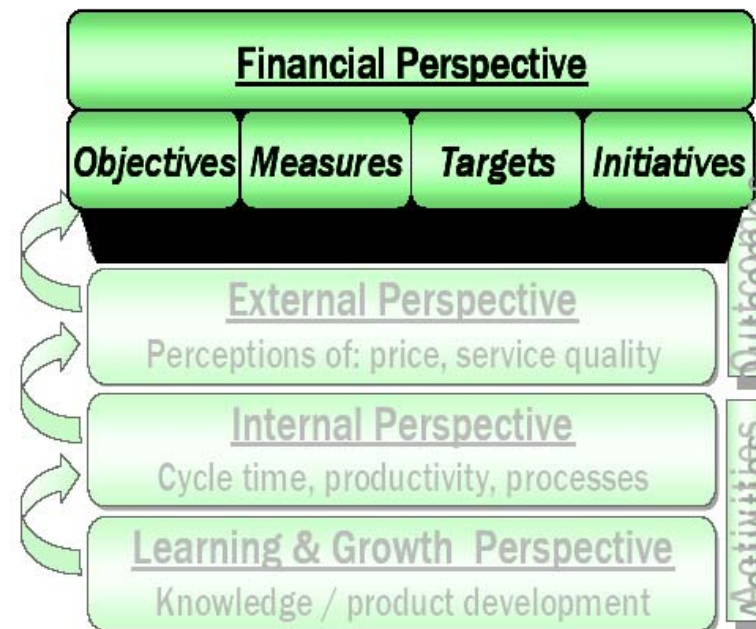 Financial Perspective
Objectives Measures Targets Initiatives
External Perspective
Perceptions of: price, service quality
Internal Perspective
Cycle time, productivity, processes
Learning & Growth Perspective
Knowledge / product development
Activities